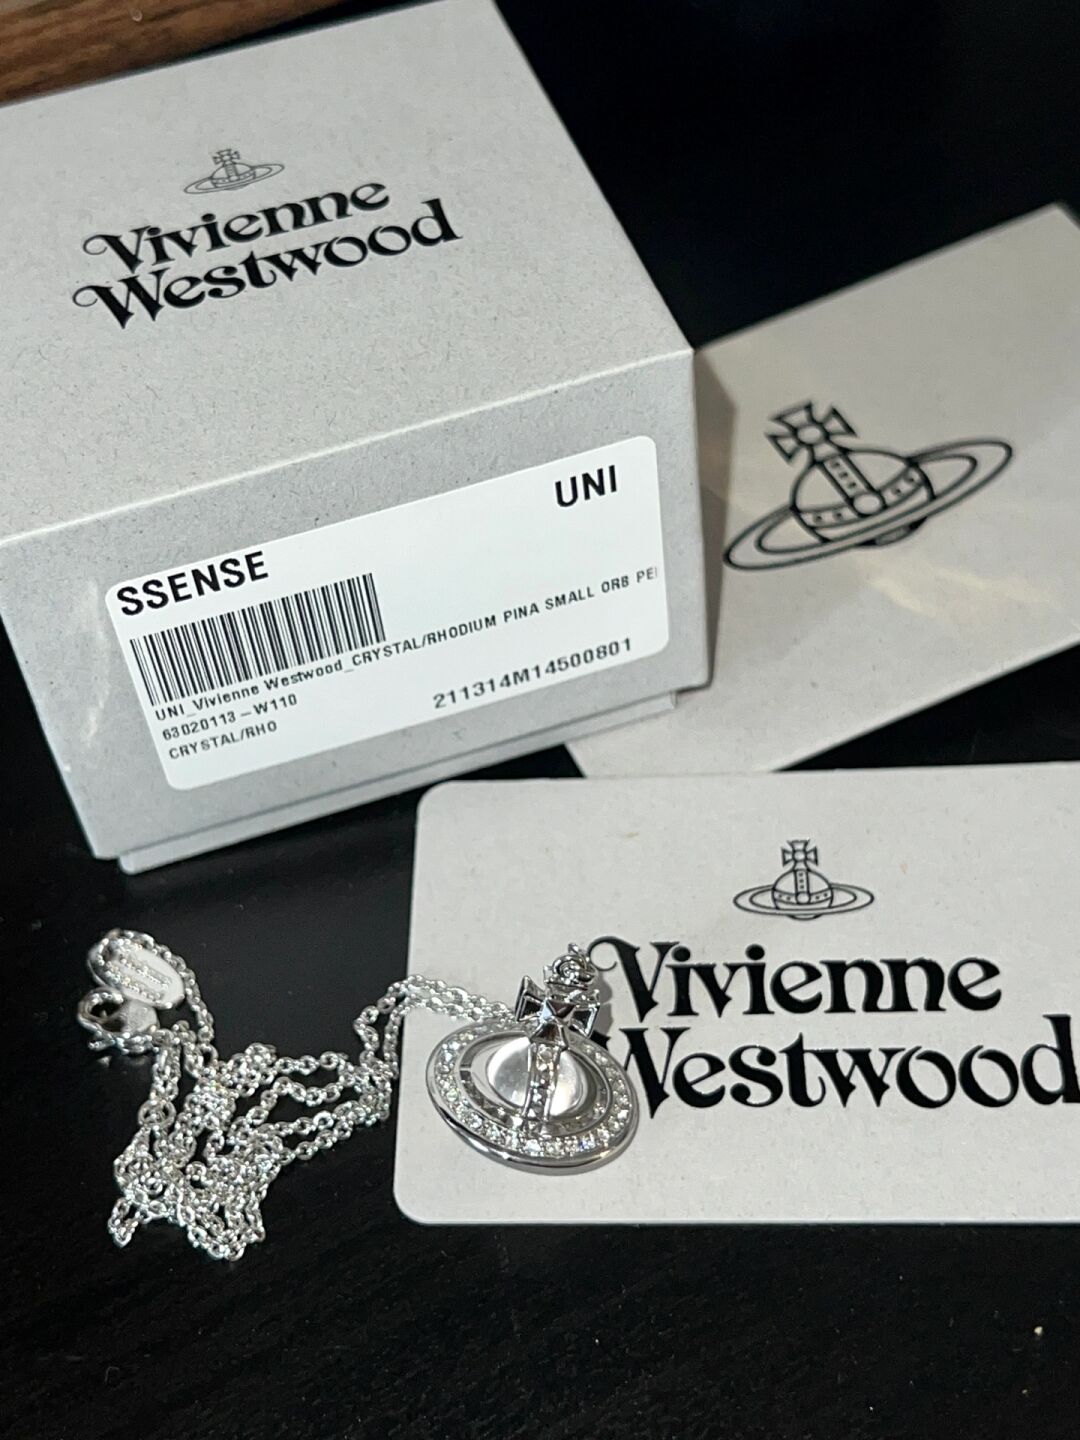 Vivienne
Westwood
UNI
SSENSE
UNI_Vivienne Westwood_CRYSTAL/RHODIUM PINA SMALL ORB PE
63020113-W110
211314M14500801
CRYSTAL/RHO
Vivienne
Westwood